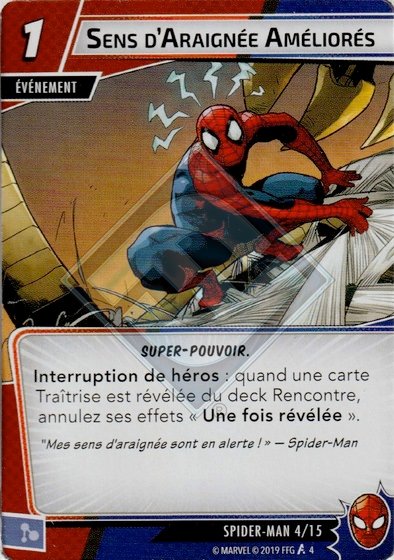 1
SENS D'ARAIGNÉE AMÉLIORÉS
ÉVÉNEMENT
SUPER-POUVOIR.
Interruption de héros : quand une carte
Traîtrise est révélée du deck Rencontre,
annulez ses effets « Une fois révélée ».
"Mes sens d'araignée sont en alerte ! » – Spider-Man
SPIDER-MAN 4/15
© MARVEL © 2019 FFG 4